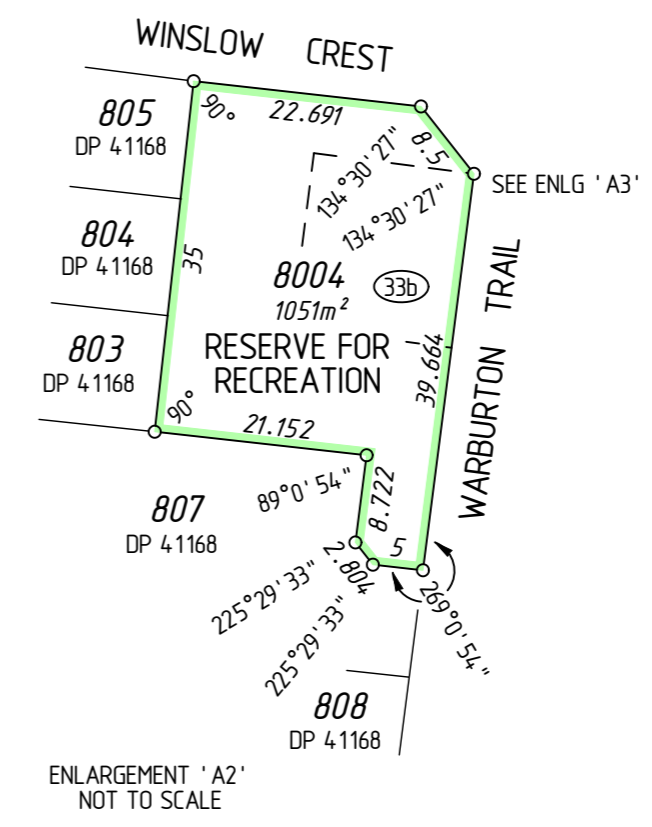 WINSLOW CREST
805
DP 41168
90°
22.691
8.5
134°30'27"
134°30'27"
SEE ENLG 'A3'
804
DP 41168
35
8004
1051m²
33b
RESERVE FOR
RECREATION
39.664
WARBURTON TRAIL
803
DP 41168
90°
21.152
89°0'54"
8.722
807
DP 41168
5
2.804
225°29'33"
225°29'33"
269°0'54"
808
DP 41168
ENLARGEMENT 'A2'
NOT TO SCALE